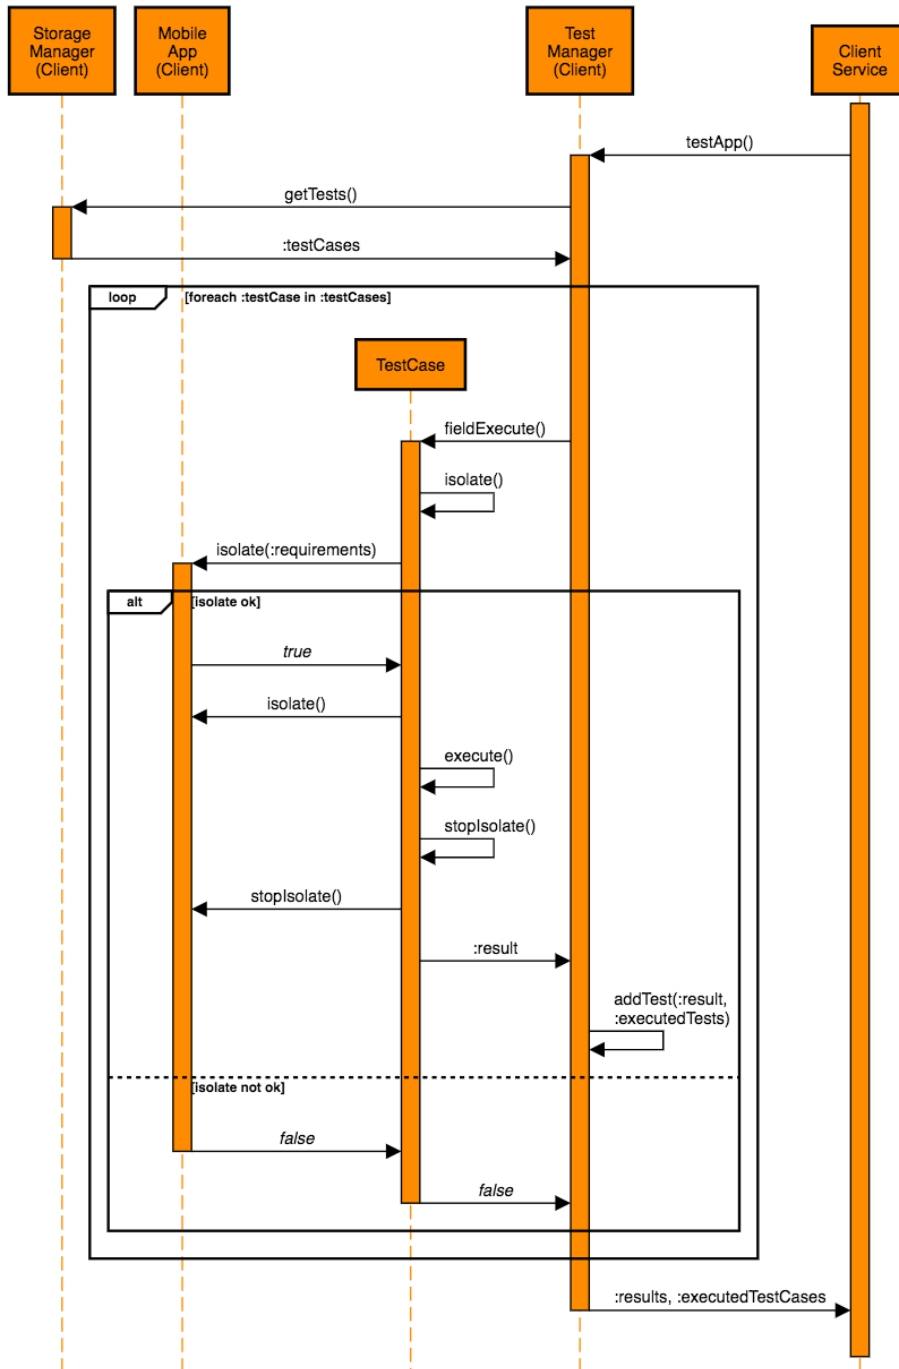 Storage
Manager
(Client)
Mobile
App
(Client)
Test
Manager
(Client)
Client
Service
testApp()
getTests()
:testCases
loop
[foreach :testCase in :testCases]
TestCase
fieldExecute()
isolate()
isolate(:requirements)
alt
[isolate ok]
true
isolate()
execute()
stopIsolate()
stopIsolate()
:result
addTest(:result,
:executedTests)
[isolate not ok]
false
false
:results, :executedTestCases